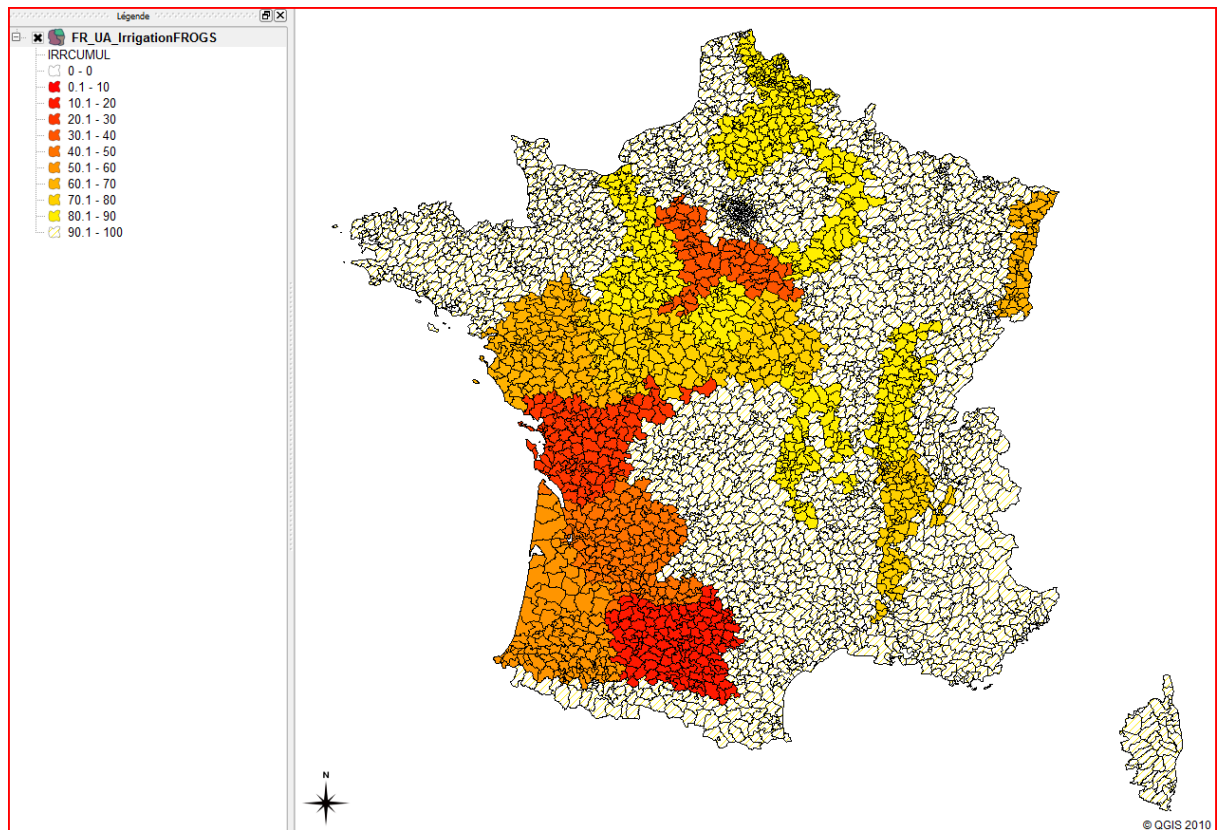 Légende
FR_UA_IrrigationFROGS
IRRCUMUL
0 - 0
0.1 - 10
10.1 - 20
20.1 - 30
30.1 - 40
40.1 - 50
50.1 - 60
60.1 - 70
70.1 - 80
80.1 - 90
90.1 - 100
N
© QGIS 2010